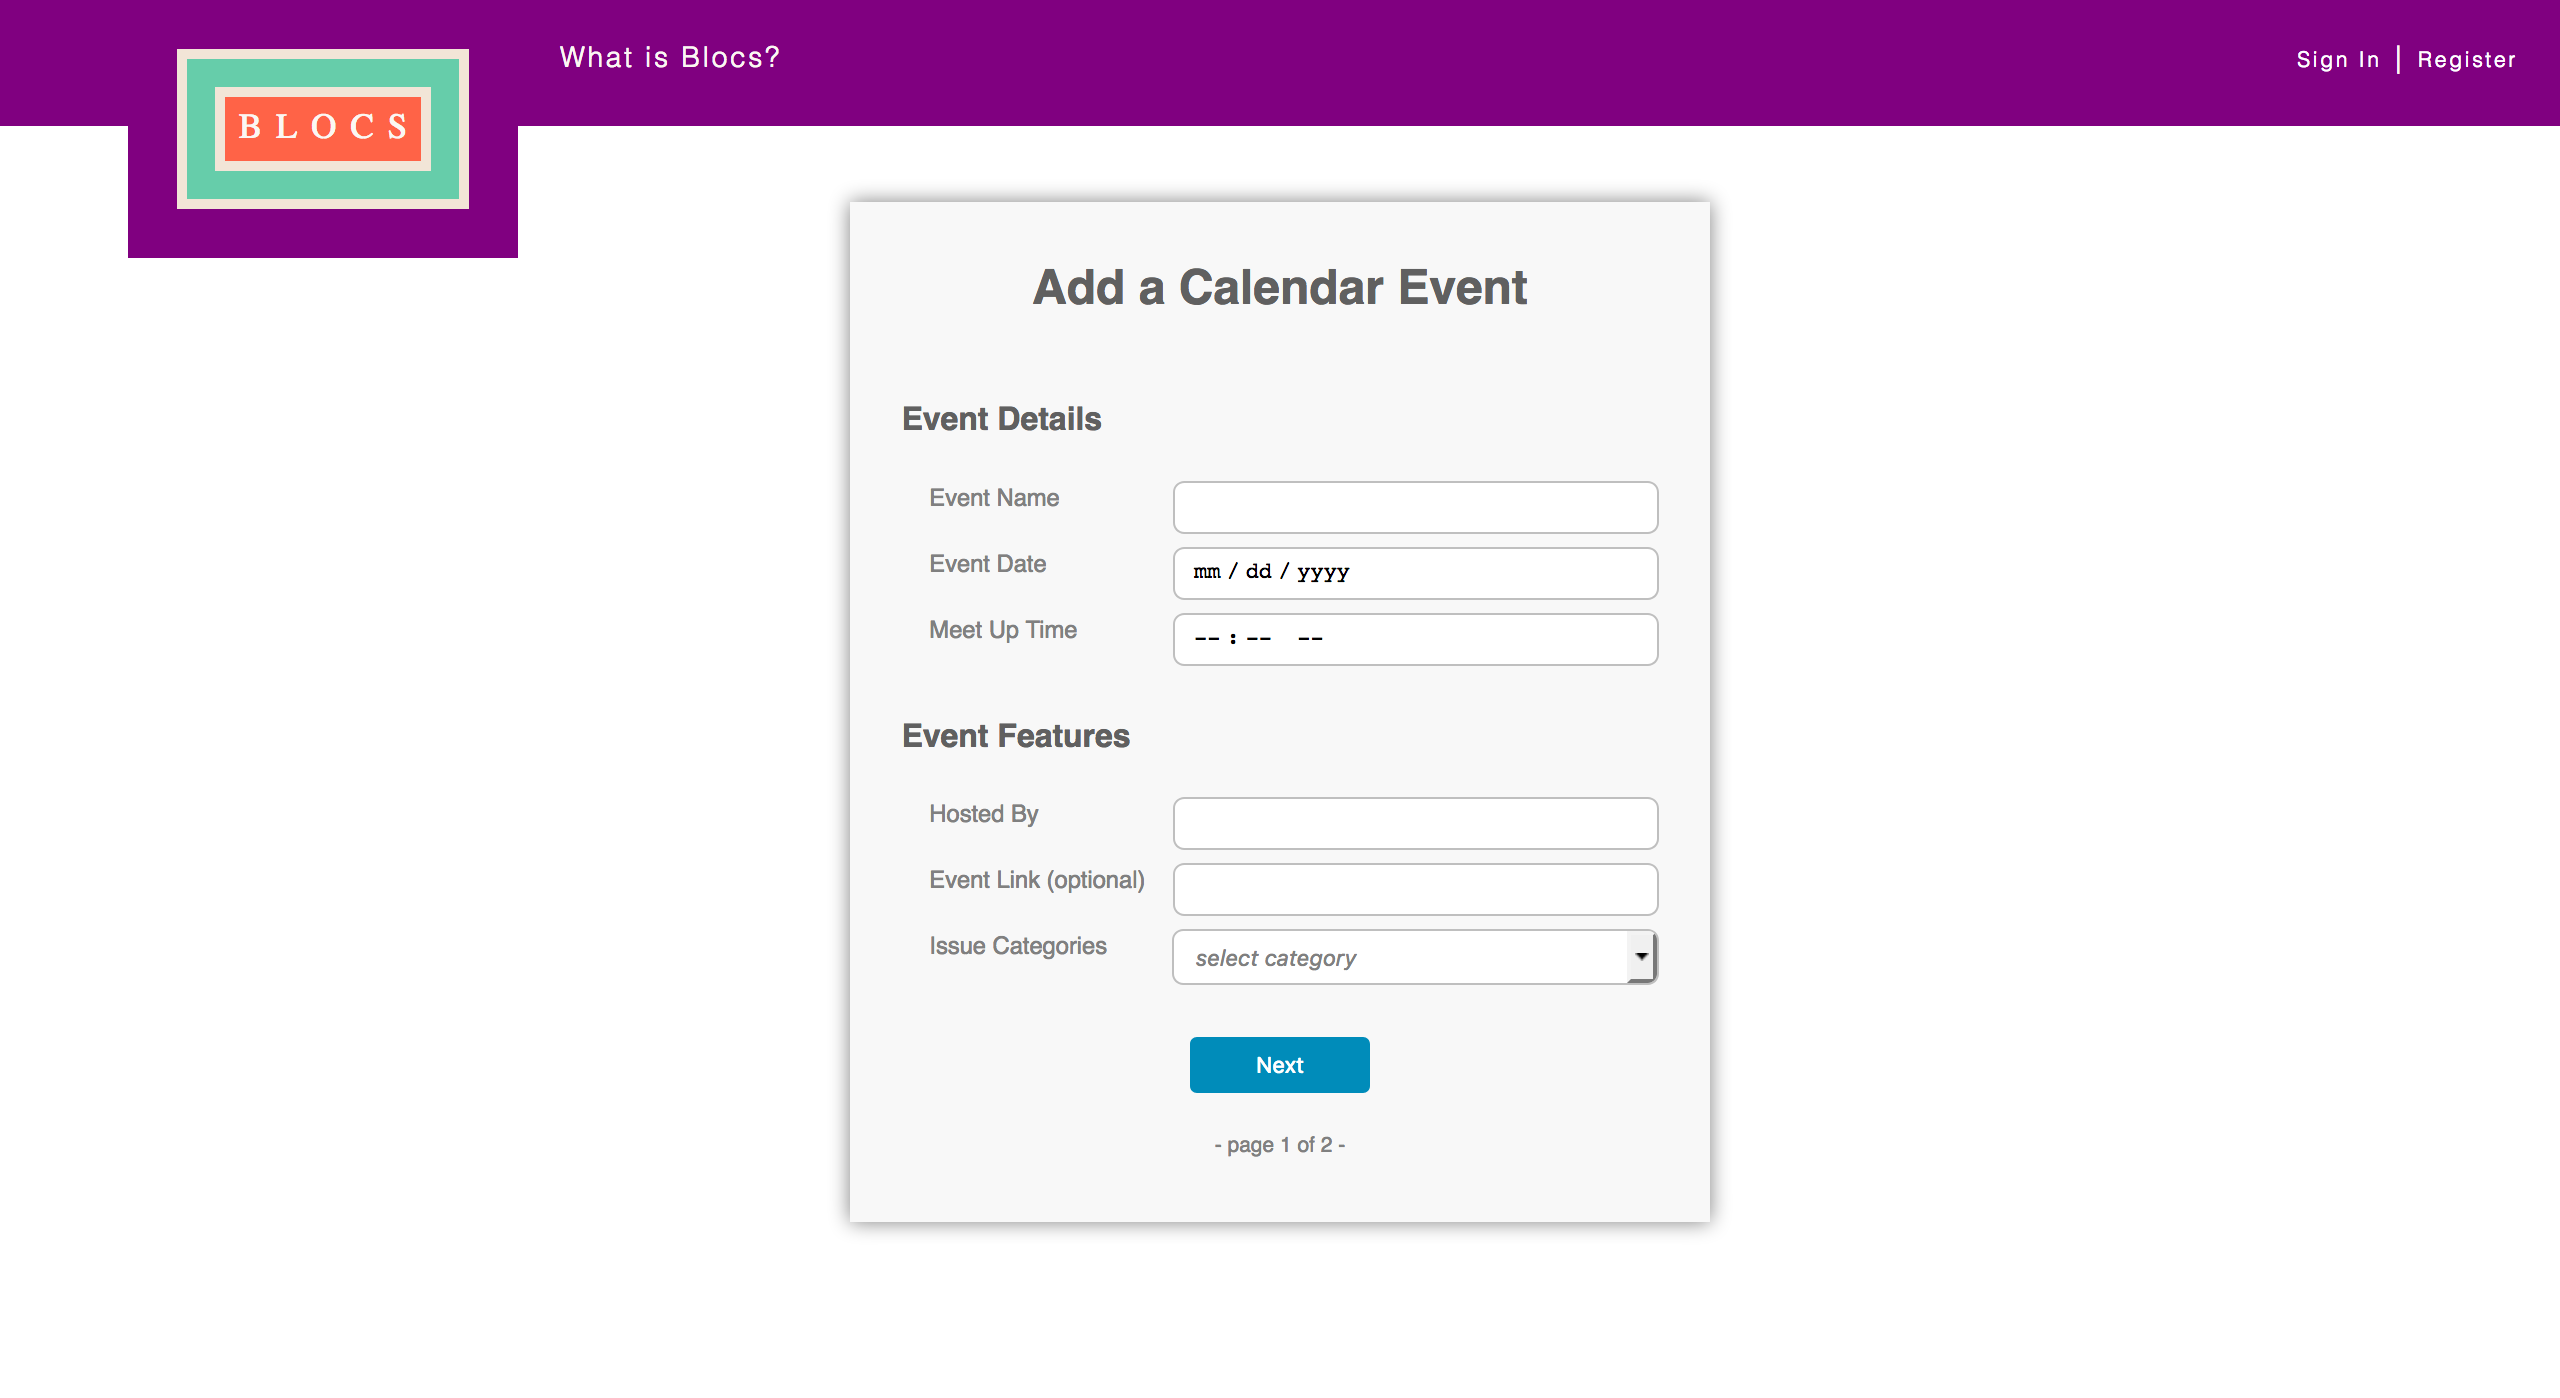 What is Blocs?
Sign In | Register
BLOCS
Add a Calendar Event
Event Details
Event Name
Event Date mm / dd / yyyy
Meet Up Time -- : -- --
Event Features
Hosted By
Event Link (optional)
Issue Categories select category
Next
- page 1 of 2 -